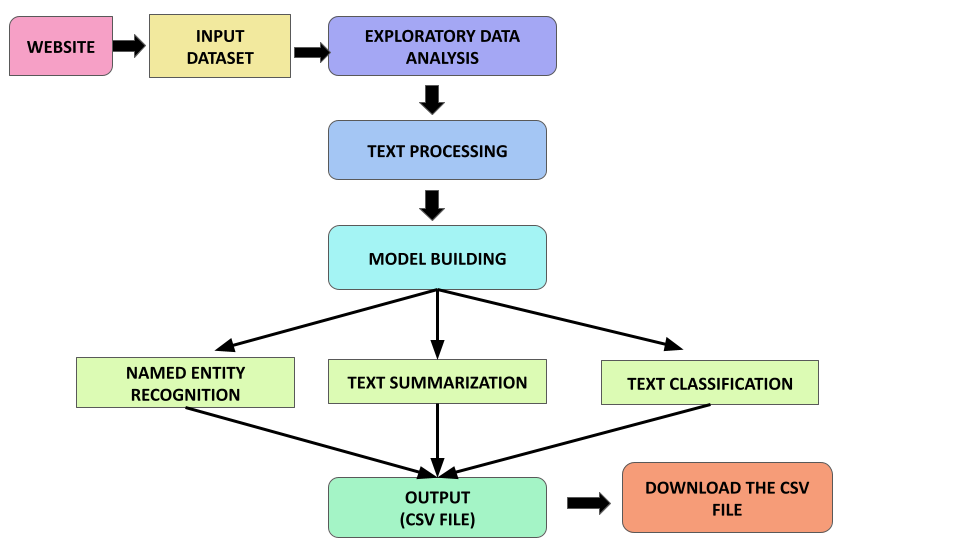 WEBSITE
INPUT
DATASET
EXPLORATORY DATA
ANALYSIS
TEXT PROCESSING
MODEL BUILDING
NAMED ENTITY
RECOGNITION
TEXT SUMMARIZATION
TEXT CLASSIFICATION
OUTPUT
(CSV FILE)
DOWNLOAD THE CSV
FILE